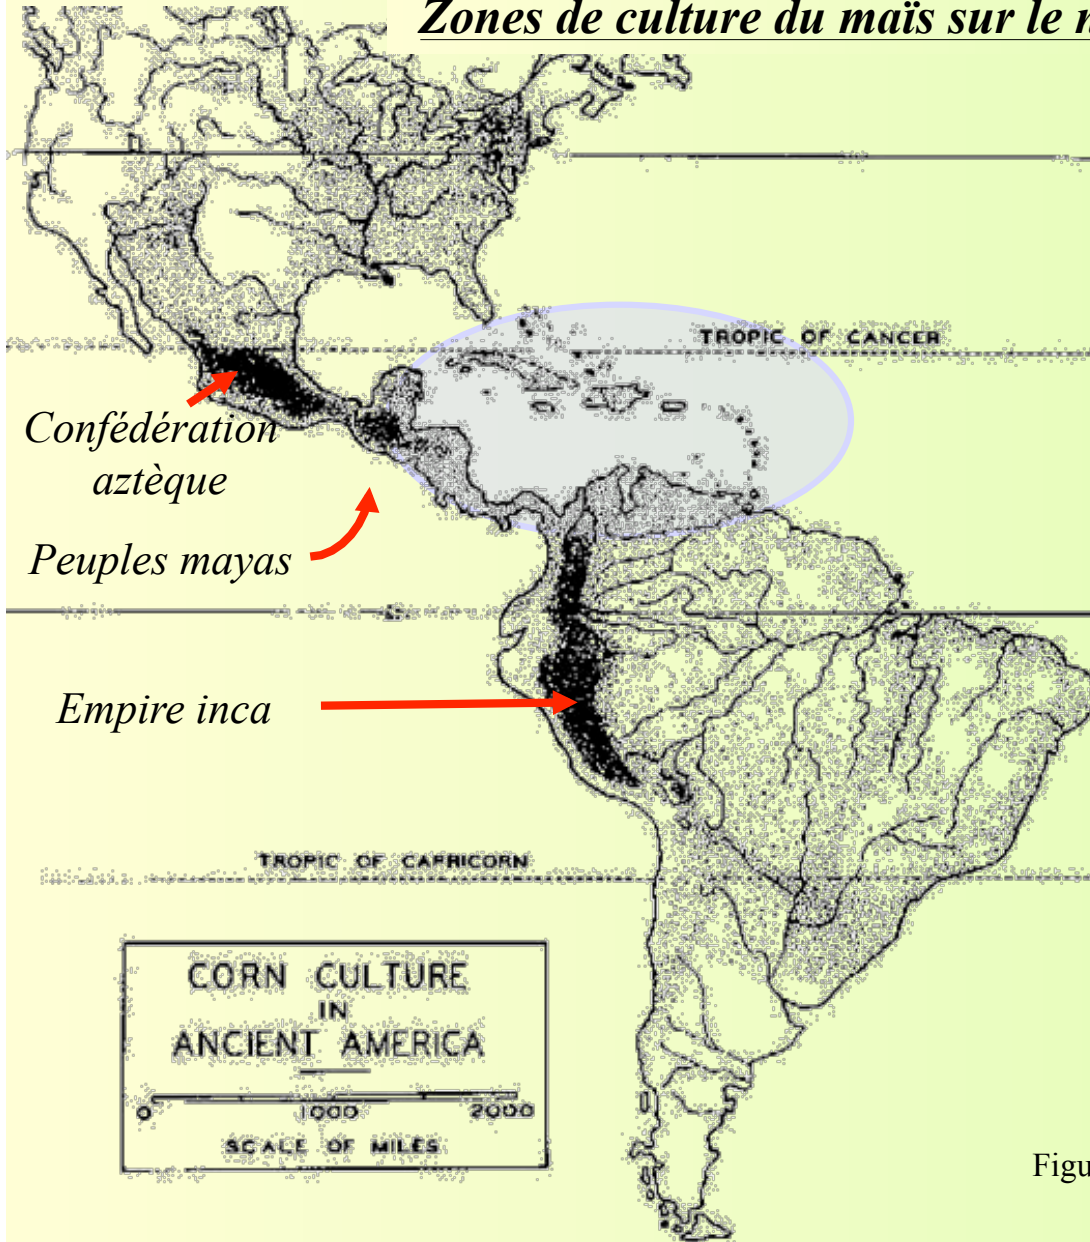 Zones de culture du maïs sur le
TROPIC OF CANCER
Confédération
aztèque
Peuples mayas
Empire inca
TROPIC OF CAPRICORN
CORN CULTURE
IN
ANCIENT AMERICA
0 1000 2000
SCALE OF MILES
Figu